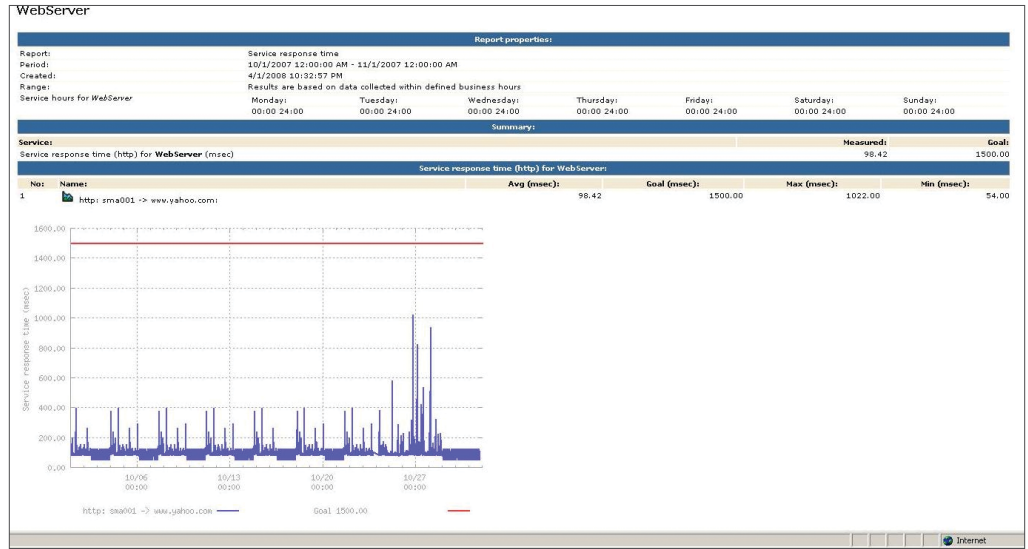 WebServer
Report properties:
Report: Service response time
Period: 10/1/2007 12:00:00 AM - 11/1/2007 12:00:00 AM
Created: 4/1/2008 10:32:57 PM
Range: Results are based on data collected within defined business hours
Service hours for WebServer Monday: Tuesday: Wednesday: Thursday: Friday: Saturday: Sunday:
00:00 24:00 00:00 24:00 00:00 24:00 00:00 24:00 00:00 24:00 00:00 24:00 00:00 24:00
Summary:
Service: Measured: Goal:
Service response time (http) for WebServer (msec) 98.42 1500.00
Service response time (http) for WebServer:
No: Name: Avg (msec): Goal (msec): Max (msec): Min (msec):
1 http: sma001 -> www.yahoo.com: 98.42 1500.00 1022.00 54.00
Service response time (msec)
1600.00
1400.00
1200.00
1000.00
800.00
600.00
400.00
200.00
0.00
10/06 10/13 10/20 10/27
00:00 00:00 00:00 00:00
http: sma001 -> www.yahoo.com Goal 1500.00
Internet